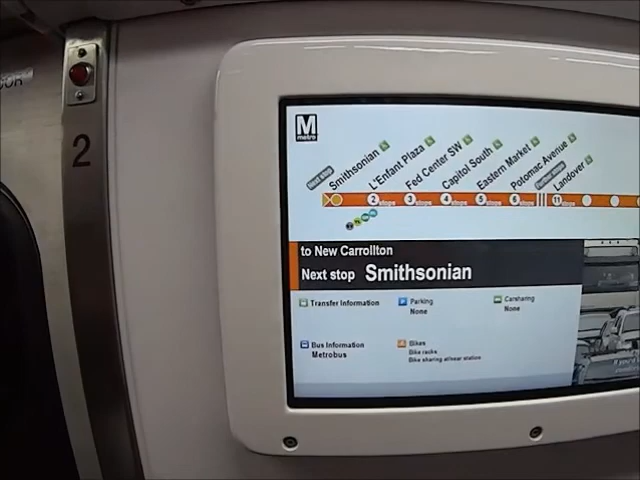 OOR
2
M
metro
Next stop
Smithsonian
L'Enfant Plaza
Fed Center SW
Capitol South
Eastern Market
Potomac Avenue
Landover
2 stops
3 stops
4 stops
5 stops
6 stops
11 stops
to New Carrollton
Next stop Smithsonian
Transfer Information
Parking
None
Carsharing
None
Bus Information
Metrobus
Bikes
Bike racks
Bike sharing at/near station